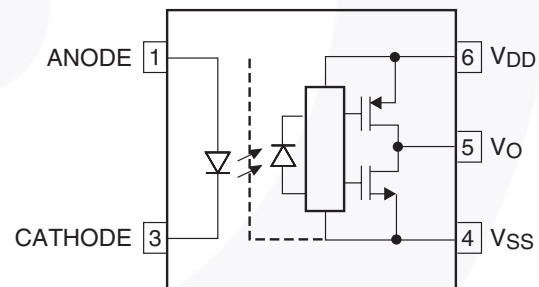 ANODE 1
6 VDD
5 VO
CATHODE 3
4 VSS